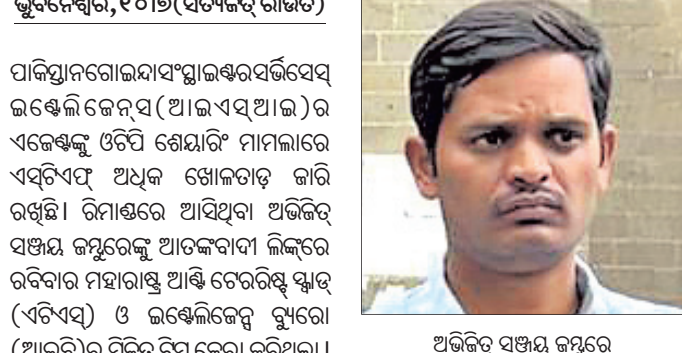 ଭୁବନେଶ୍ୱର,୧୦।୭(ସତ୍ୟଜିତ୍ ରାଉତ)
ପାକିସ୍ତାନଗୋଇନ୍ଦାସଂସ୍ଥାଇଣ୍ଟରସର୍ଭିସେସ୍
ଇଣ୍ଟେଲିଜେନ୍ସ(ଆଇଏସ୍ଆଇ)ର
ଏଜେଣ୍ଟଙ୍କୁ ଓଟିପି ଶେୟାରିଂ ମାମଲାରେ
ଏସ୍‌ଟିଏଫ୍ ଅଧିକ ଖୋଳତାଡ଼ ଜାରି
ରଖିଛି। ରିମାଣ୍ଡରେ ଆସିଥିବା ଅଭିଜିତ୍
ସଞ୍ଜୟ ଜମ୍ବୁରେଙ୍କୁ ଆତଙ୍କବାଦୀ ଲିଙ୍କ୍‌ରେ
ରବିବାର ମହାରାଷ୍ଟ୍ର ଆଣ୍ଟି ଟେରରିଷ୍ଟ ସ୍କ୍ୱାଡ୍
(ଏଟିଏସ୍) ଓ ଇଣ୍ଟେଲିଜେନ୍ସ ବ୍ୟୁରୋ
(ଆଇବି)ର ମିଳିତ ଟିମ୍ ଜେରା କରିଥିଲା।
ଅଭିଜିତ ସଞ୍ଜୟ ଜମ୍ବୁରେ